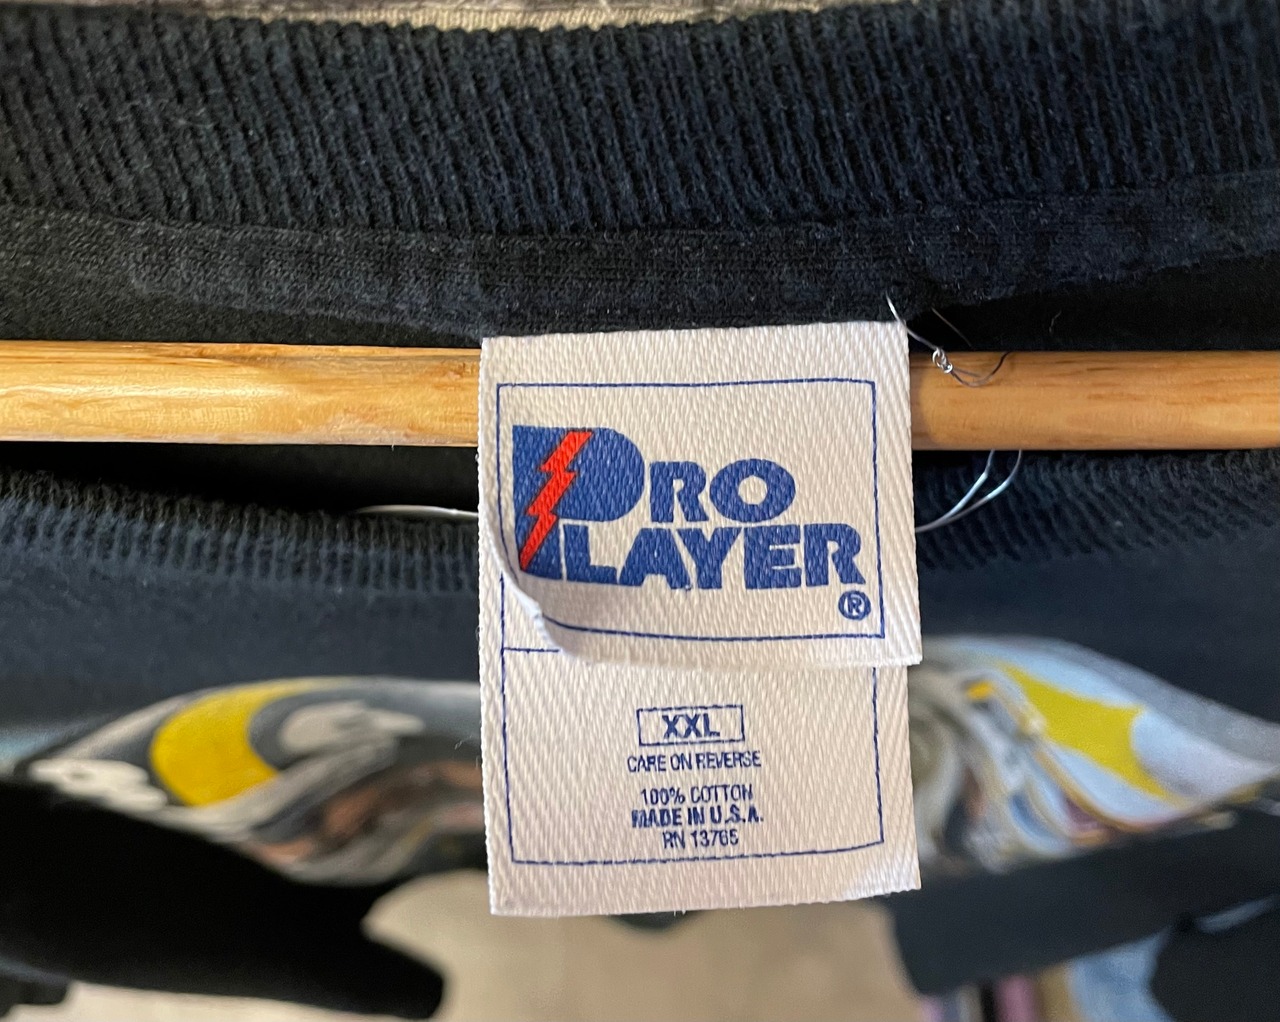 PRO
PLAYER
®
XXL
CARE ON REVERSE
100% COTTON
MADE IN U.S.A.
RN 13765